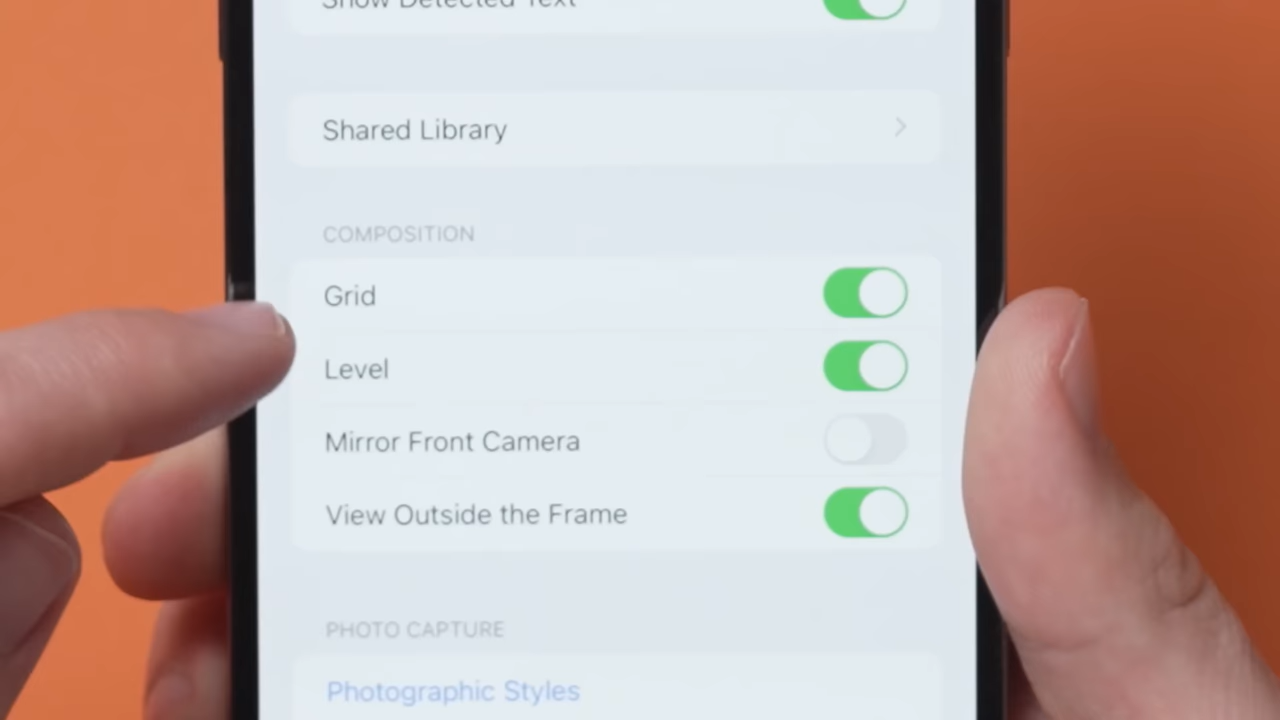 Show Detected Text
Shared Library
COMPOSITION
Grid
Level
Mirror Front Camera
View Outside the Frame
PHOTO CAPTURE
Photographic Styles